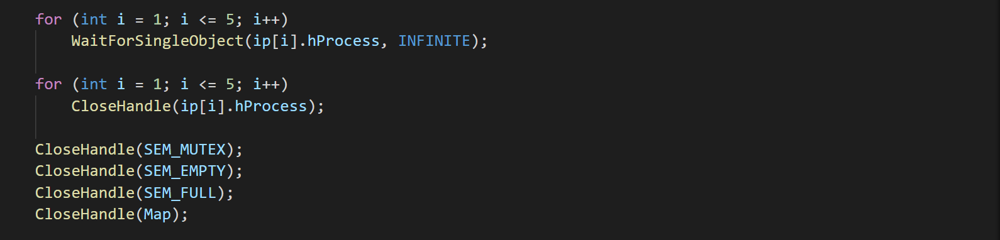 for (int i = 1; i <= 5; i++)
    WaitForSingleObject(ip[i].hProcess, INFINITE);
for (int i = 1; i <= 5; i++)
    CloseHandle(ip[i].hProcess);
CloseHandle(SEM_MUTEX);
CloseHandle(SEM_EMPTY);
CloseHandle(SEM_FULL);
CloseHandle(Map);